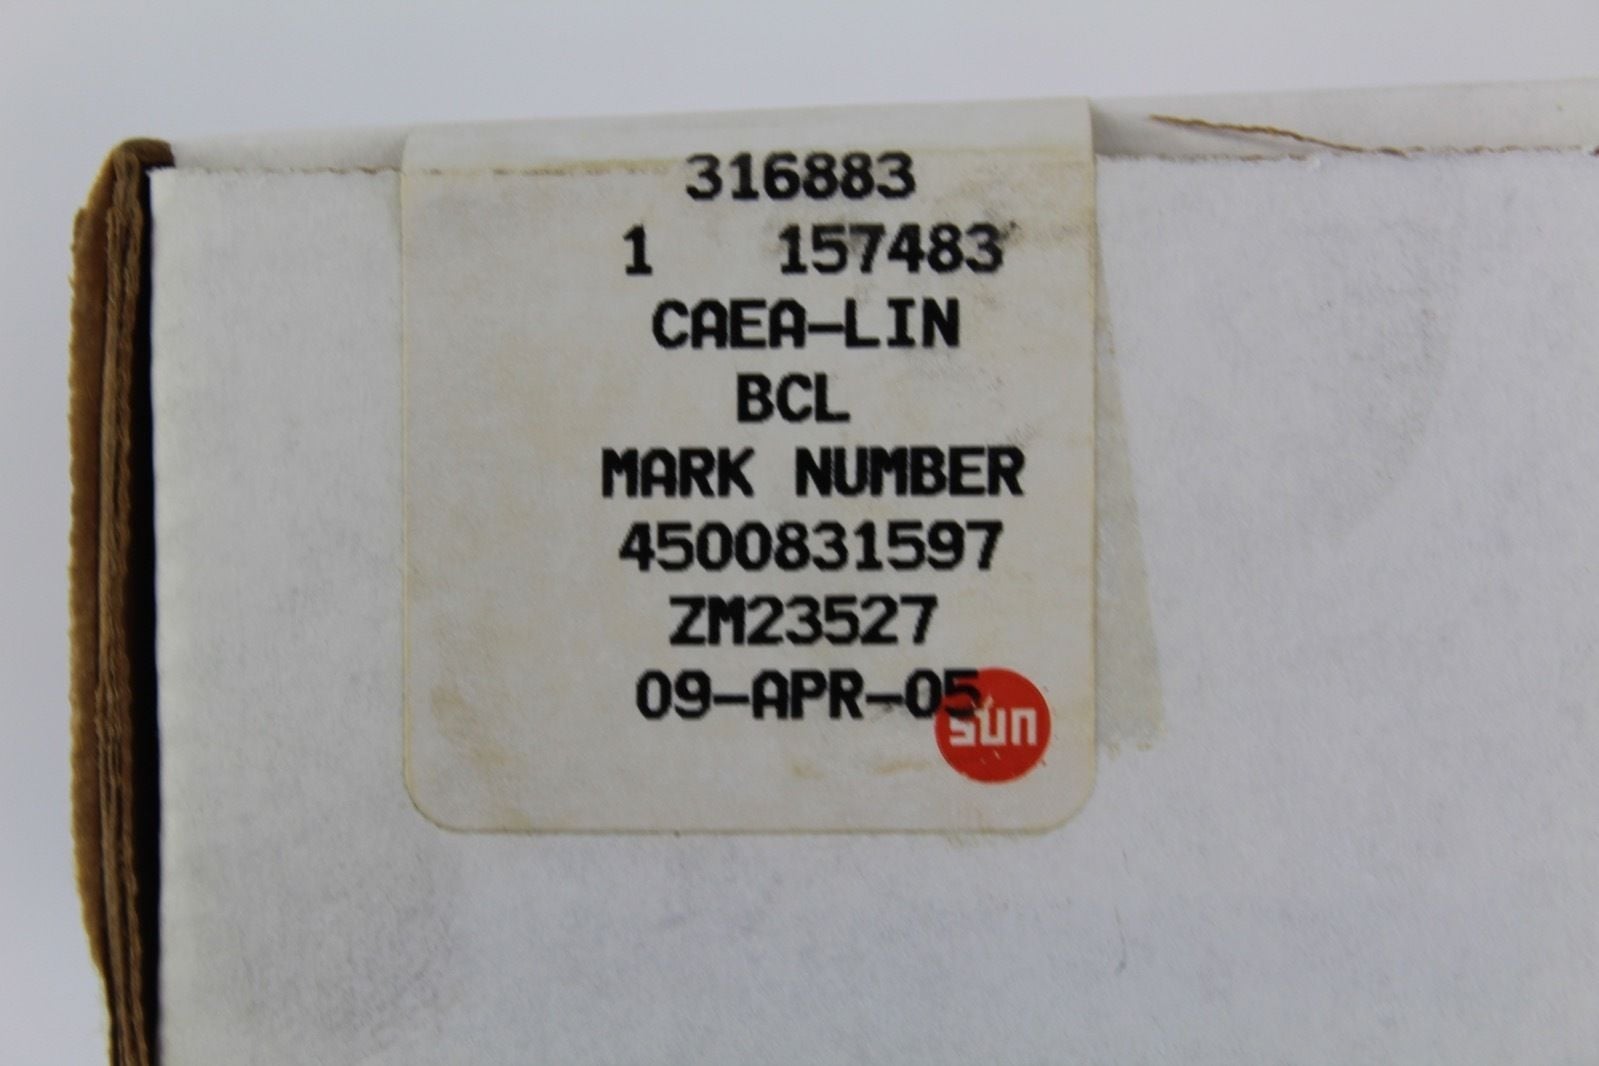 316883
1 157483
CAEA-LIN
BCL
MARK NUMBER
4500831597
ZM23527
09-APR-05
sun